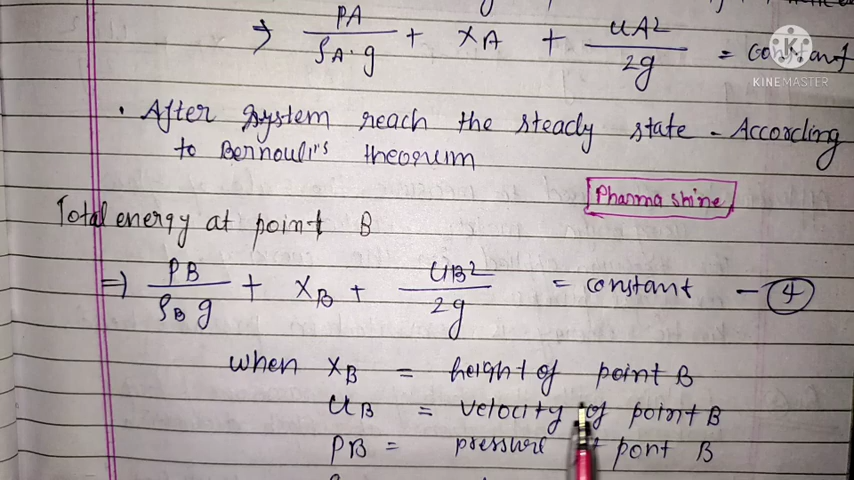 ⇒ PA / ρA·g + XA + UA2 / 2g = constant
KINEMASTER
• After system reach the steady state - According
to Bernouli's theorum
Pharma shine
Total energy at point B
⇒ PB / ρB g + XB + UB2 / 2g = constant - 4
when XB = height of point B
UB = velocity of point B
PB = pressure pont B